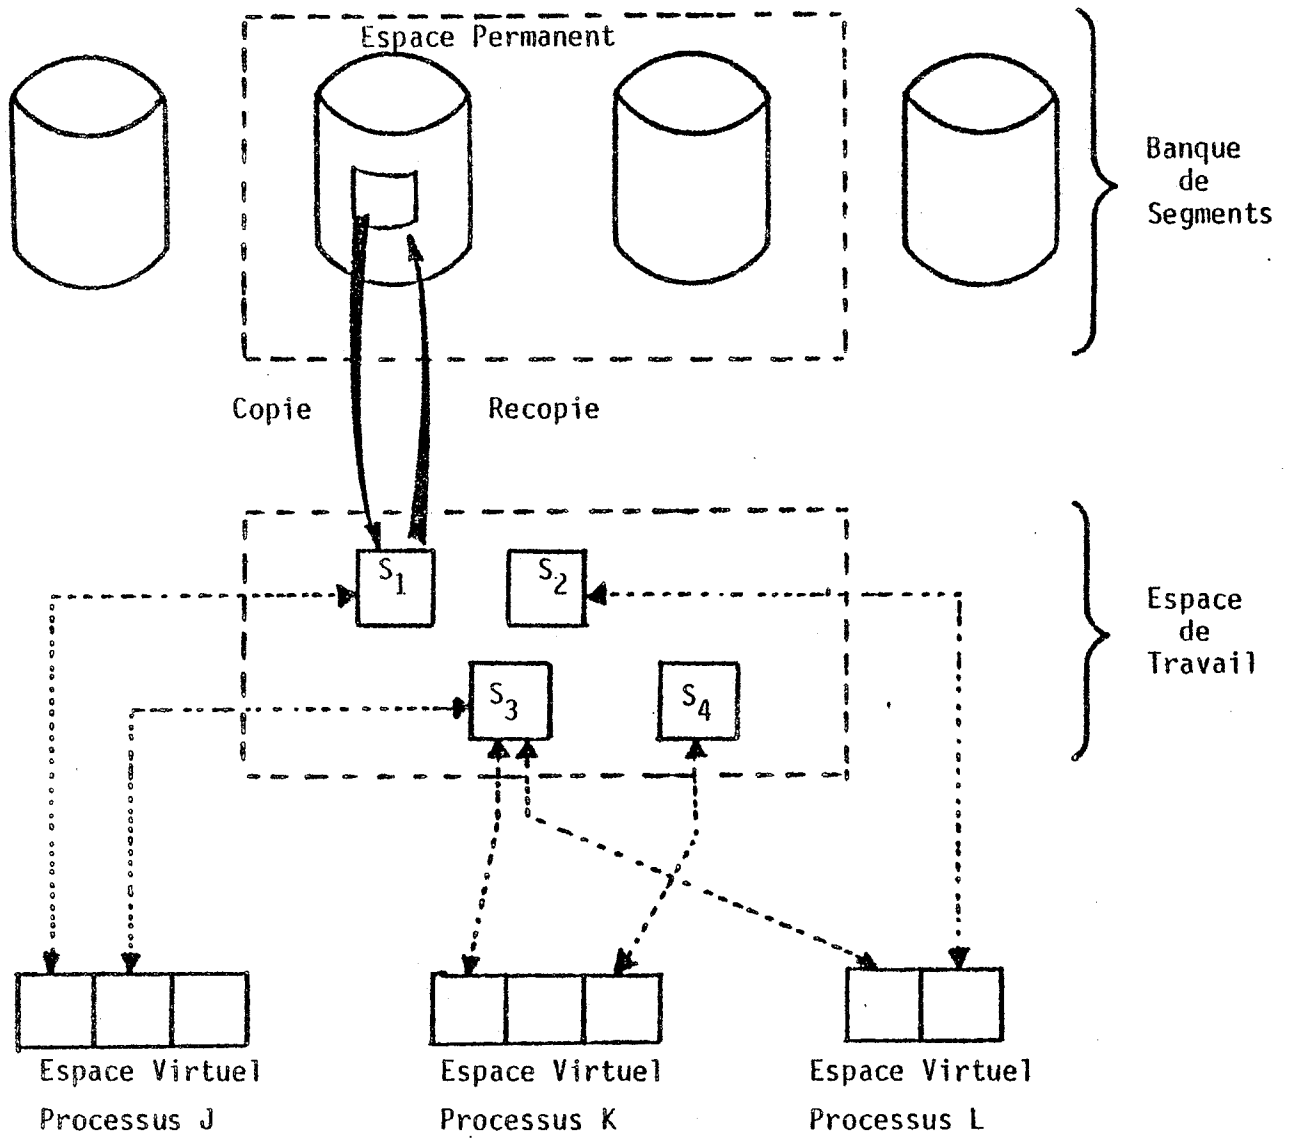 Espace Permanent
Banque
de
Segments
Copie
Recopie
S1
S2
Espace
de
Travail
S3
S4
Espace Virtuel
Processus J
Espace Virtuel
Processus K
Espace Virtuel
Processus L